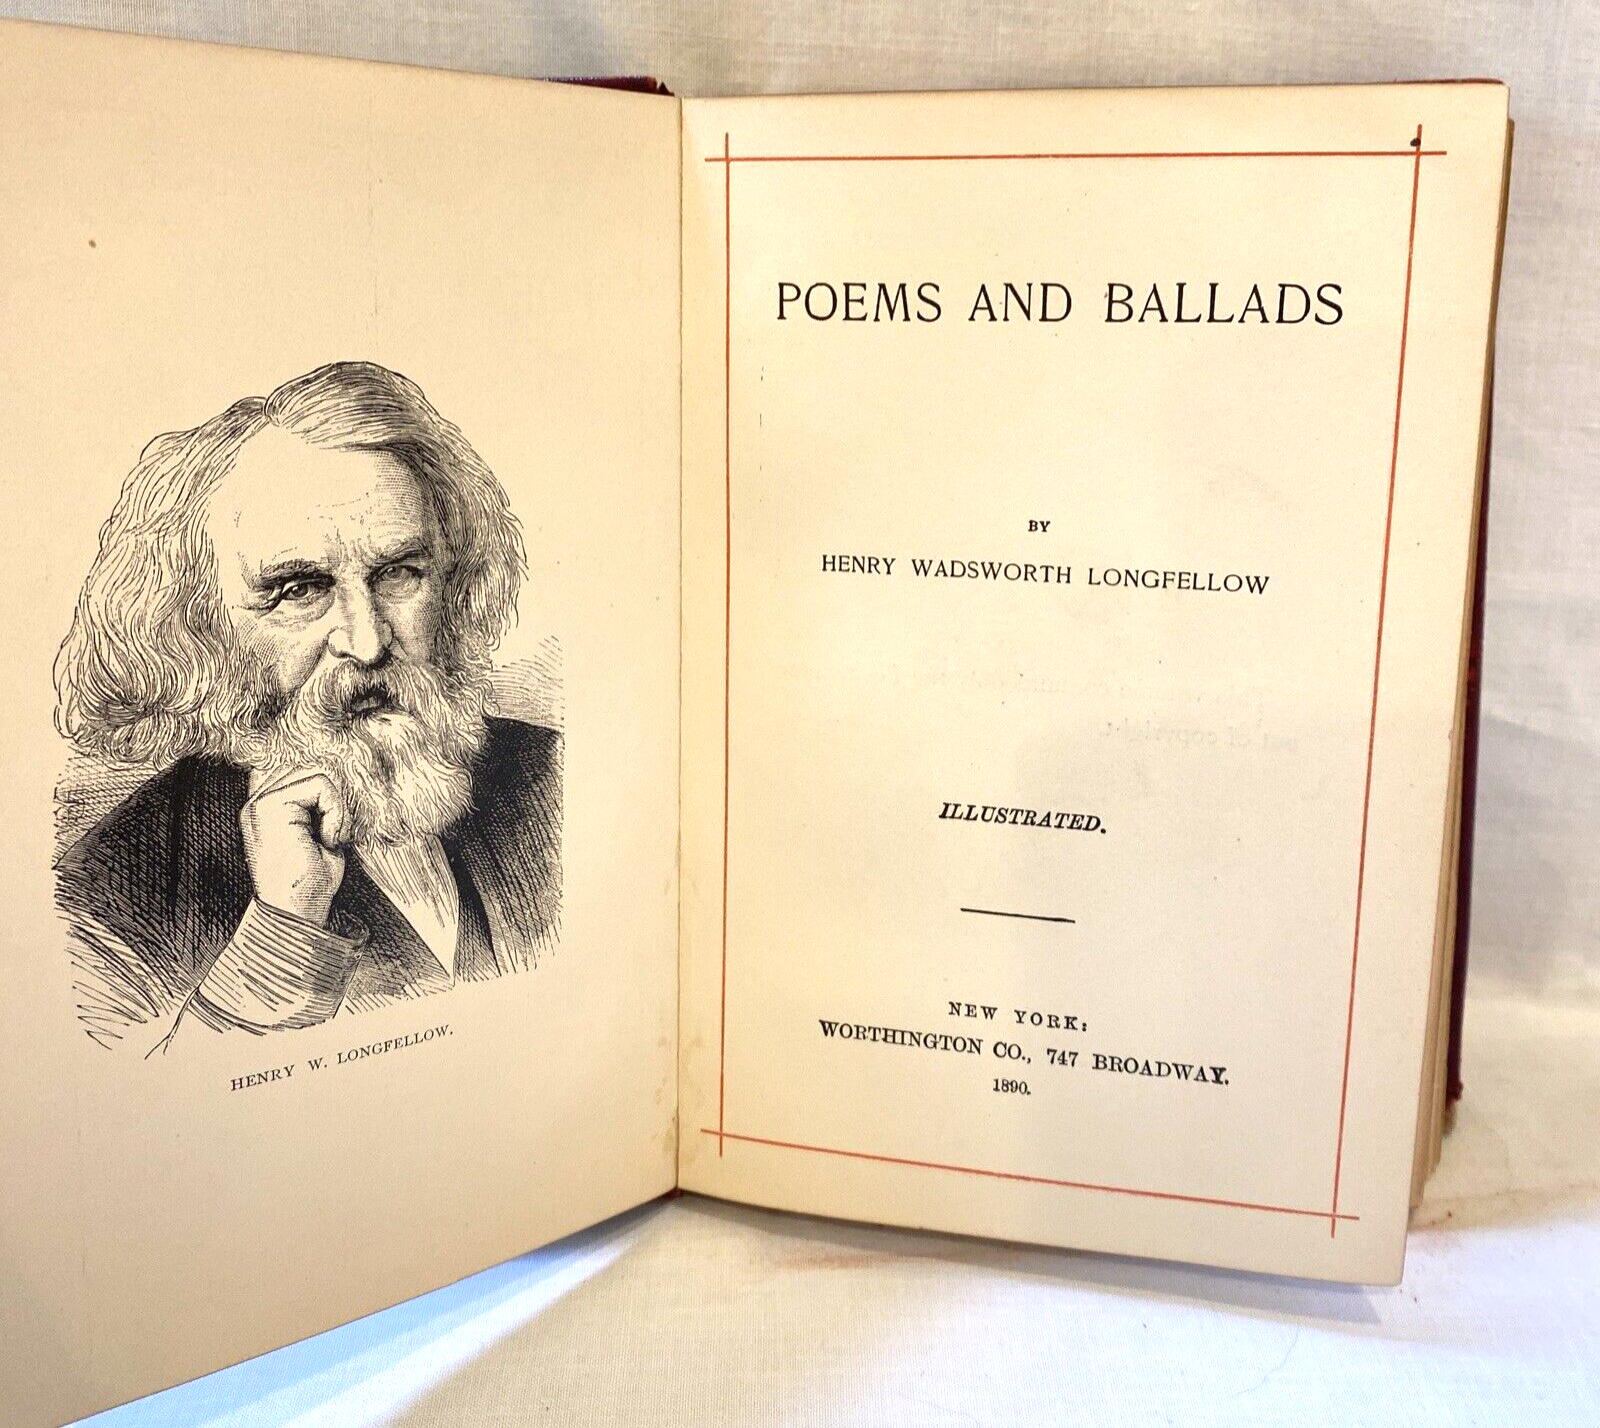 HENRY W. LONGFELLOW.
POEMS AND BALLADS
BY
HENRY WADSWORTH LONGFELLOW
ILLUSTRATED.
NEW YORK:
WORTHINGTON CO., 747 BROADWAY.
1890.